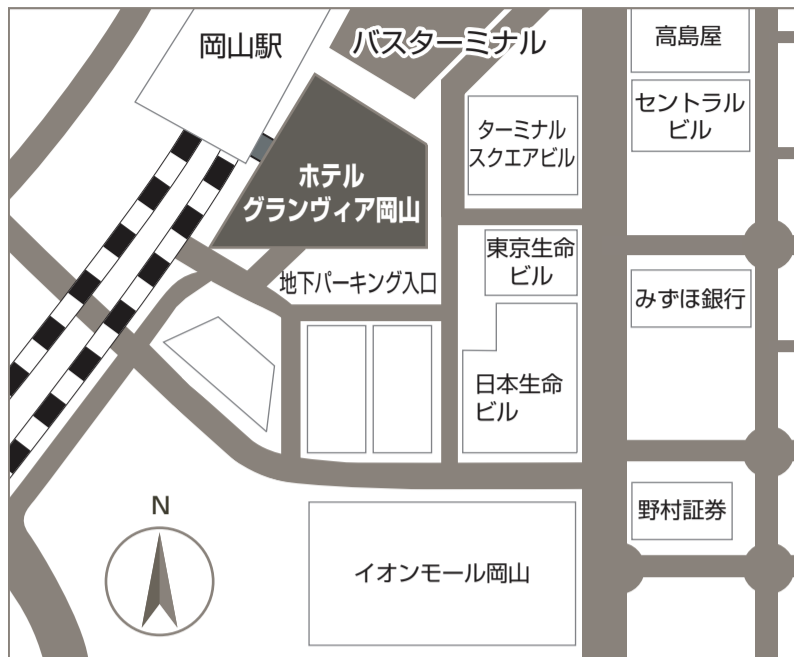 岡山駅
バスターミナル
高島屋
セントラル
ビル
ターミナル
スクエアビル
ホテル
グランヴィア岡山
東京生命
ビル
地下パーキング入口
みずほ銀行
日本生命
ビル
野村証券
N
イオンモール岡山